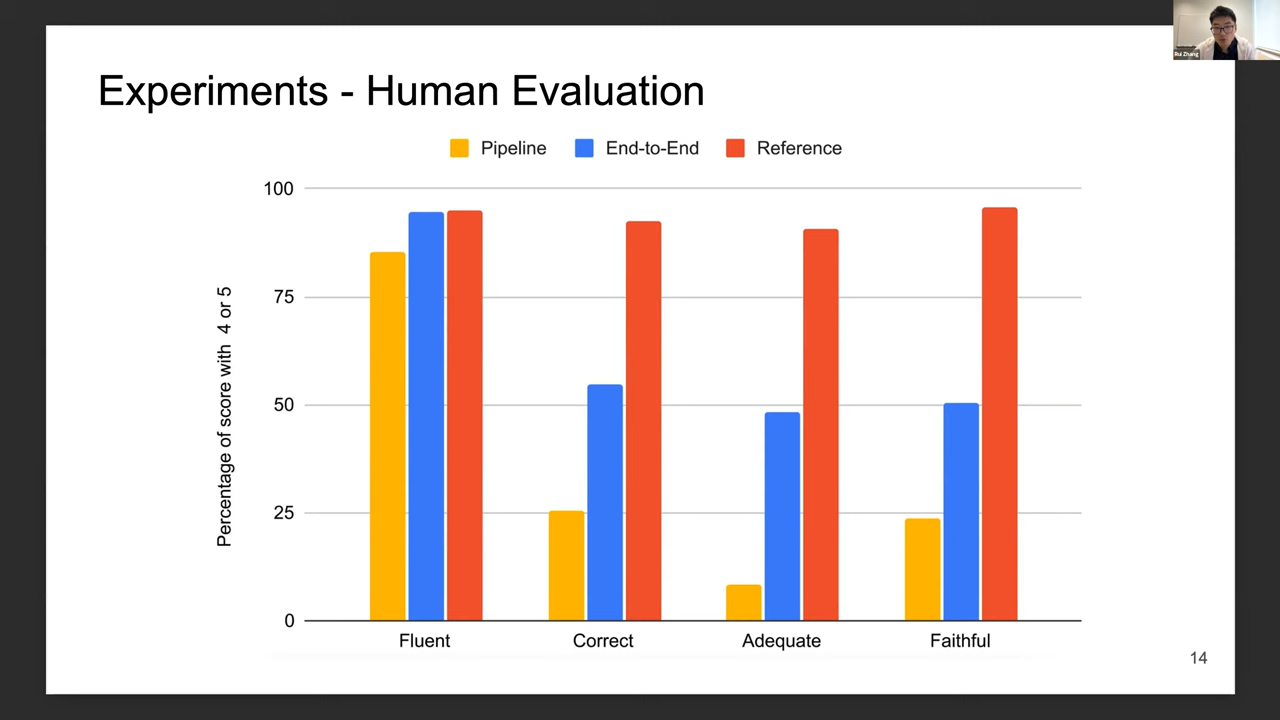 Rui Zhang
Experiments - Human Evaluation
Pipeline End-to-End Reference
100
75
50
25
0
Percentage of score with 4 or 5
Fluent Correct Adequate Faithful
14